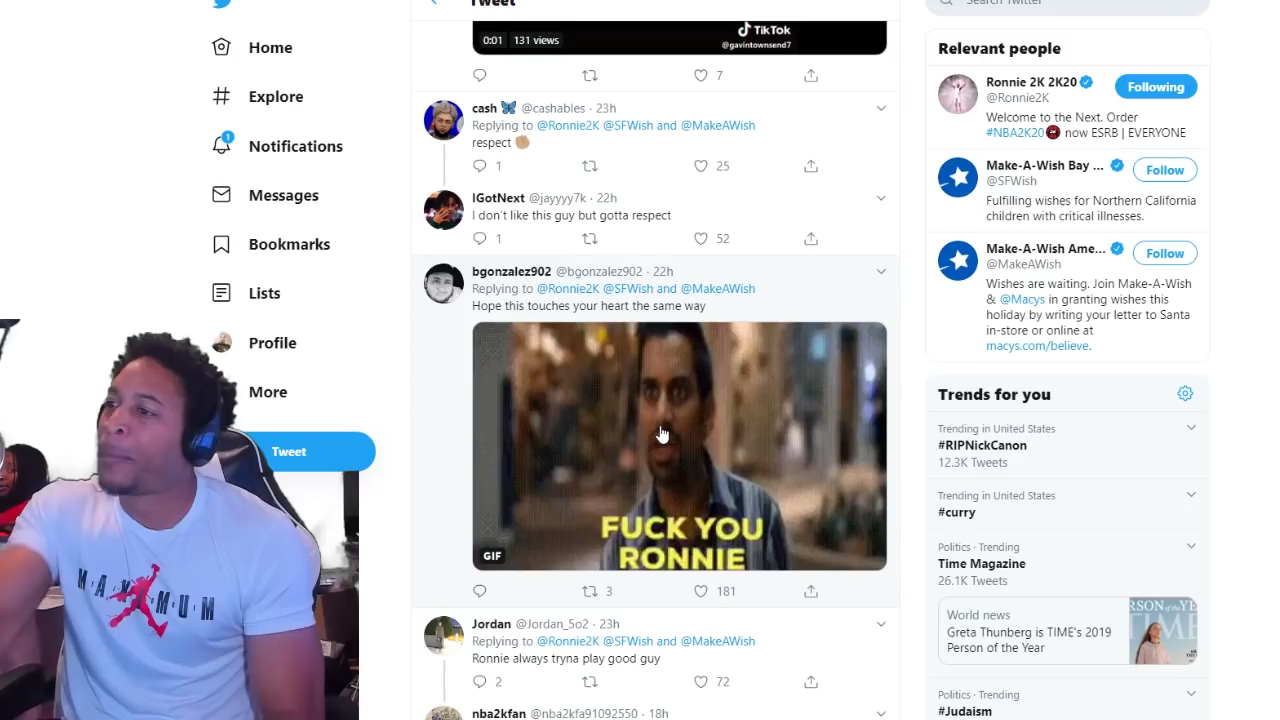 Home
Explore
1
Notifications
Messages
Bookmarks
Lists
Profile
More
Tweet
MAXIMUM
Tweet
0:01 131 views
TikTok
@gavintownsend7
7
cash 🦋 @cashabies · 23h
Replying to @Ronnie2K @SFWish and @MakeAWish
respect ✊🏽
1 25
IGotNext @jayyyy7k · 22h
I don't like this guy but gotta respect
1 52
bgonzalez902 @bgonzalez902 · 22h
Replying to @Ronnie2K @SFWish and @MakeAWish
Hope this touches your heart the same way
FUCK YOU
RONNIE
GIF
3 181
Jordan @Jordan_5o2 · 23h
Replying to @Ronnie2K @SFWish and @MakeAWish
Ronnie always tryna play good guy
2 72
nba2kfan @nba2kfa91092550 · 18h
Search Twitter
Relevant people
Ronnie 2K 2K20
@Ronnie2K
Following
Welcome to the Next. Order
#NBA2K20 now ESRB | EVERYONE
Make-A-Wish Bay ...
@SFWish
Follow
Fulfilling wishes for Northern California
children with critical illnesses.
Make-A-Wish Ame...
@MakeAWish
Follow
Wishes are waiting. Join Make-A-Wish
& @Macys in granting wishes this
holiday by writing your letter to Santa
in-store or online at
macys.com/believe.
Trends for you
Trending in United States
#RIPNickCanon
12.3K Tweets
Trending in United States
#curry
Politics · Trending
Time Magazine
26.1K Tweets
World news
Greta Thunberg is TIME's 2019
Person of the Year
Politics · Trending
#Judaism